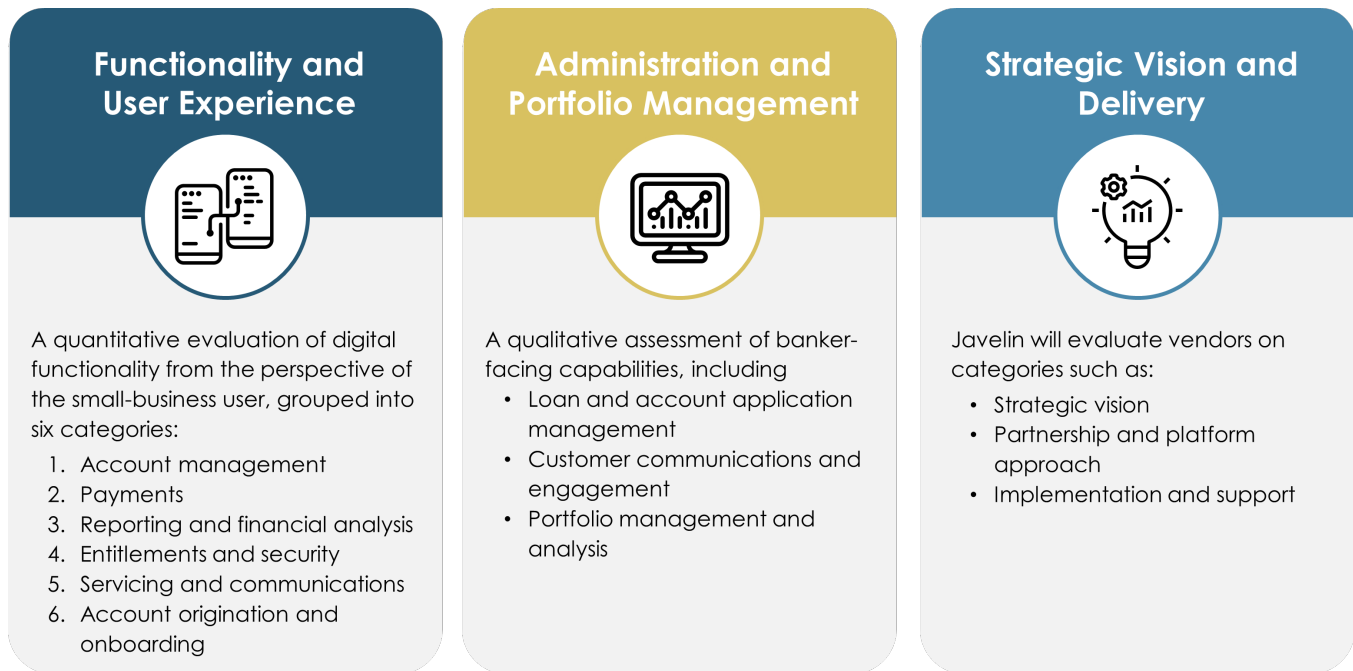 Functionality and
User Experience
A quantitative evaluation of digital
functionality from the perspective of
the small-business user, grouped into
six categories:
1. Account management
2. Payments
3. Reporting and financial analysis
4. Entitlements and security
5. Servicing and communications
6. Account origination and
onboarding
Administration and
Portfolio Management
A qualitative assessment of banker-
facing capabilities, including
• Loan and account application
management
• Customer communications and
engagement
• Portfolio management and
analysis
Strategic Vision and
Delivery
Javelin will evaluate vendors on
categories such as:
• Strategic vision
• Partnership and platform
approach
• Implementation and support